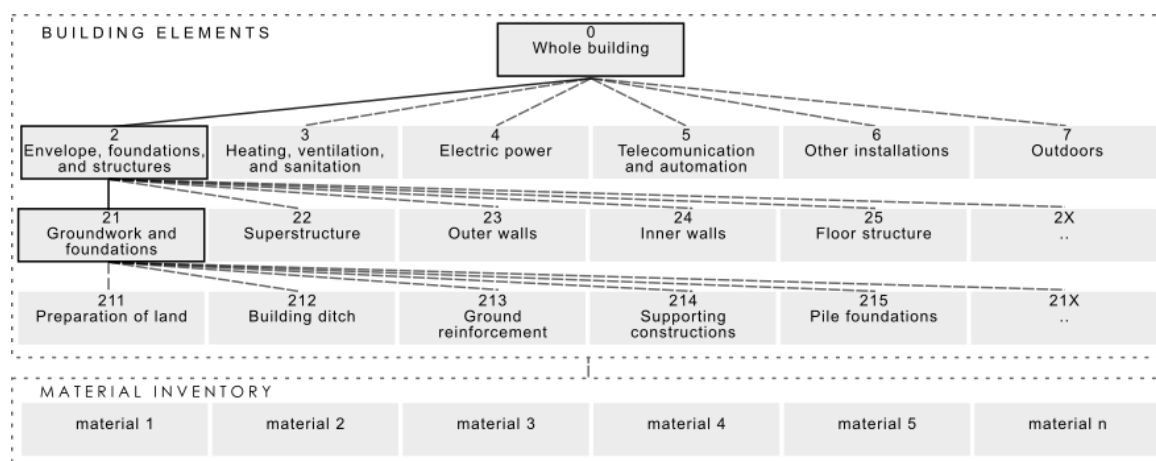 BUILDING ELEMENTS
0
Whole building
2
Envelope, foundations,
and structures
3
Heating, ventilation,
and sanitation
4
Electric power
5
Telecomunication
and automation
6
Other installations
7
Outdoors
21
Groundwork and
foundations
22
Superstructure
23
Outer walls
24
Inner walls
25
Floor structure
2X
..
211
Preparation of land
212
Building ditch
213
Ground
reinforcement
214
Supporting
constructions
215
Pile foundations
21X
..
MATERIAL INVENTORY
material 1
material 2
material 3
material 4
material 5
material n